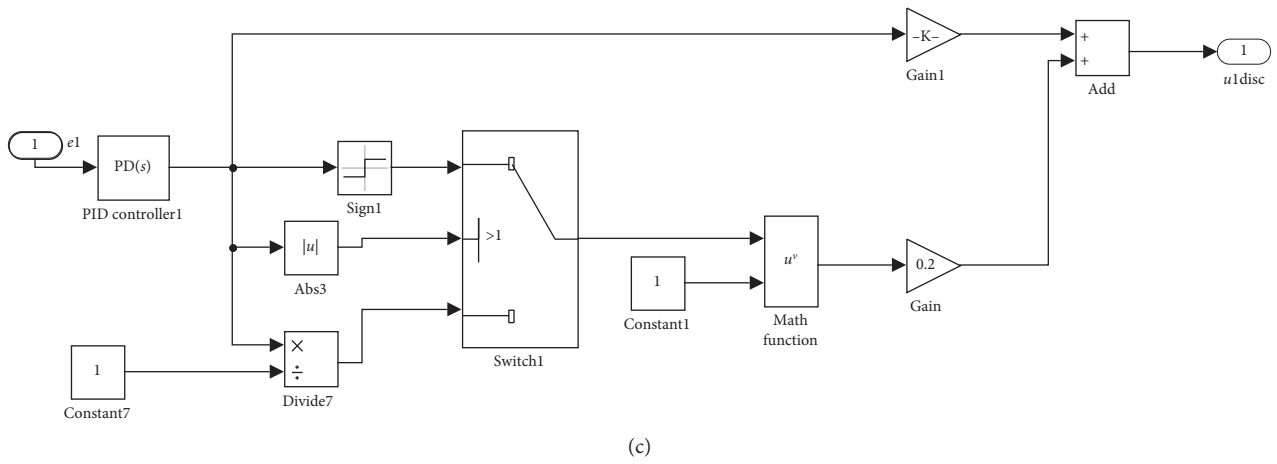 –K–
Gain1
+
+
Add
1
u1disc
1
e1
PD(s)
PID controller1
Sign1
|u|
Abs3
>1
Switch1
1
Constant7
×
÷
Divide7
1
Constant1
uᵛ
Math
function
0.2
Gain
(c)